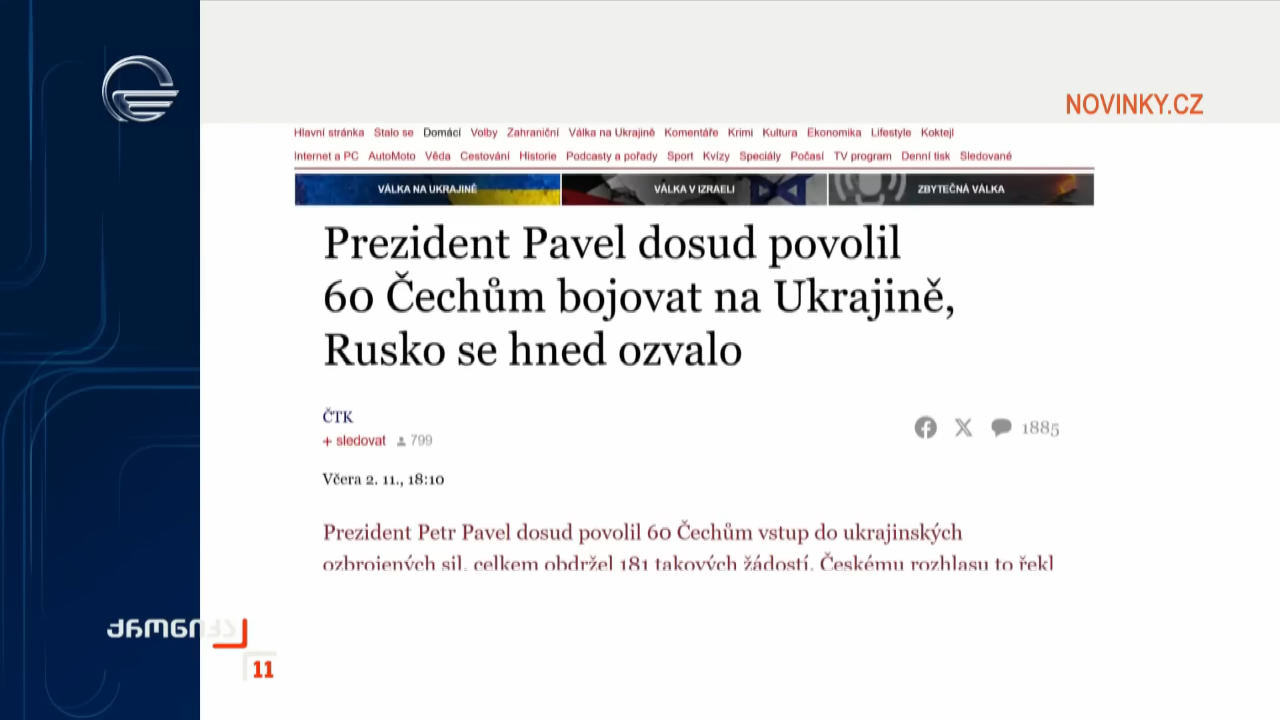 NOVINKY.CZ
Hlavní stránka Stalo se Domácí Volby Zahraniční Válka na Ukrajině Komentáře Krimi Kultura Ekonomika Lifestyle Koktejl
Internet a PC AutoMoto Věda Cestování Historie Podcasty a pořady Sport Kvízy Speciály Počasí TV program Denní tisk Sledované
VÁLKA NA UKRAJINĚ VÁLKA V IZRAELI ZBYTEČNÁ VÁLKA
Prezident Pavel dosud povolil
60 Čechům bojovat na Ukrajině,
Rusko se hned ozvalo
ČTK
+ sledovat 799
1885
Včera 2. 11., 18:10
Prezident Petr Pavel dosud povolil 60 Čechům vstup do ukrajinských
ozbrojených sil, celkem obdržel 181 takových žádostí. Českému rozhlasu to řekl
ქრონიკა
11